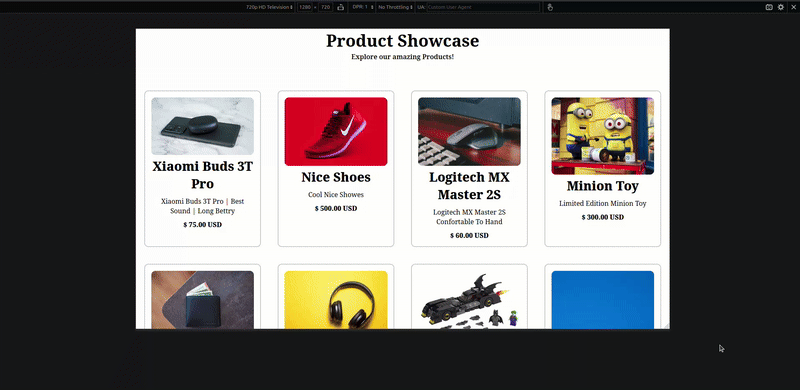 720p HD Television
1280 × 720
DPR: 1
No Throttling
UA:
Custom User Agent
Product Showcase
Explore our amazing Products!
Xiaomi Buds 3T
Pro
Xiaomi Buds 3T Pro | Best
Sound | Long Bettry
$ 75.00 USD
Nice Shoes
Cool Nice Showes
$ 500.00 USD
Logitech MX
Master 2S
Logitech MX Master 2S
Confortable To Hand
$ 60.00 USD
Minion Toy
Limited Edition Minion Toy
$ 300.00 USD